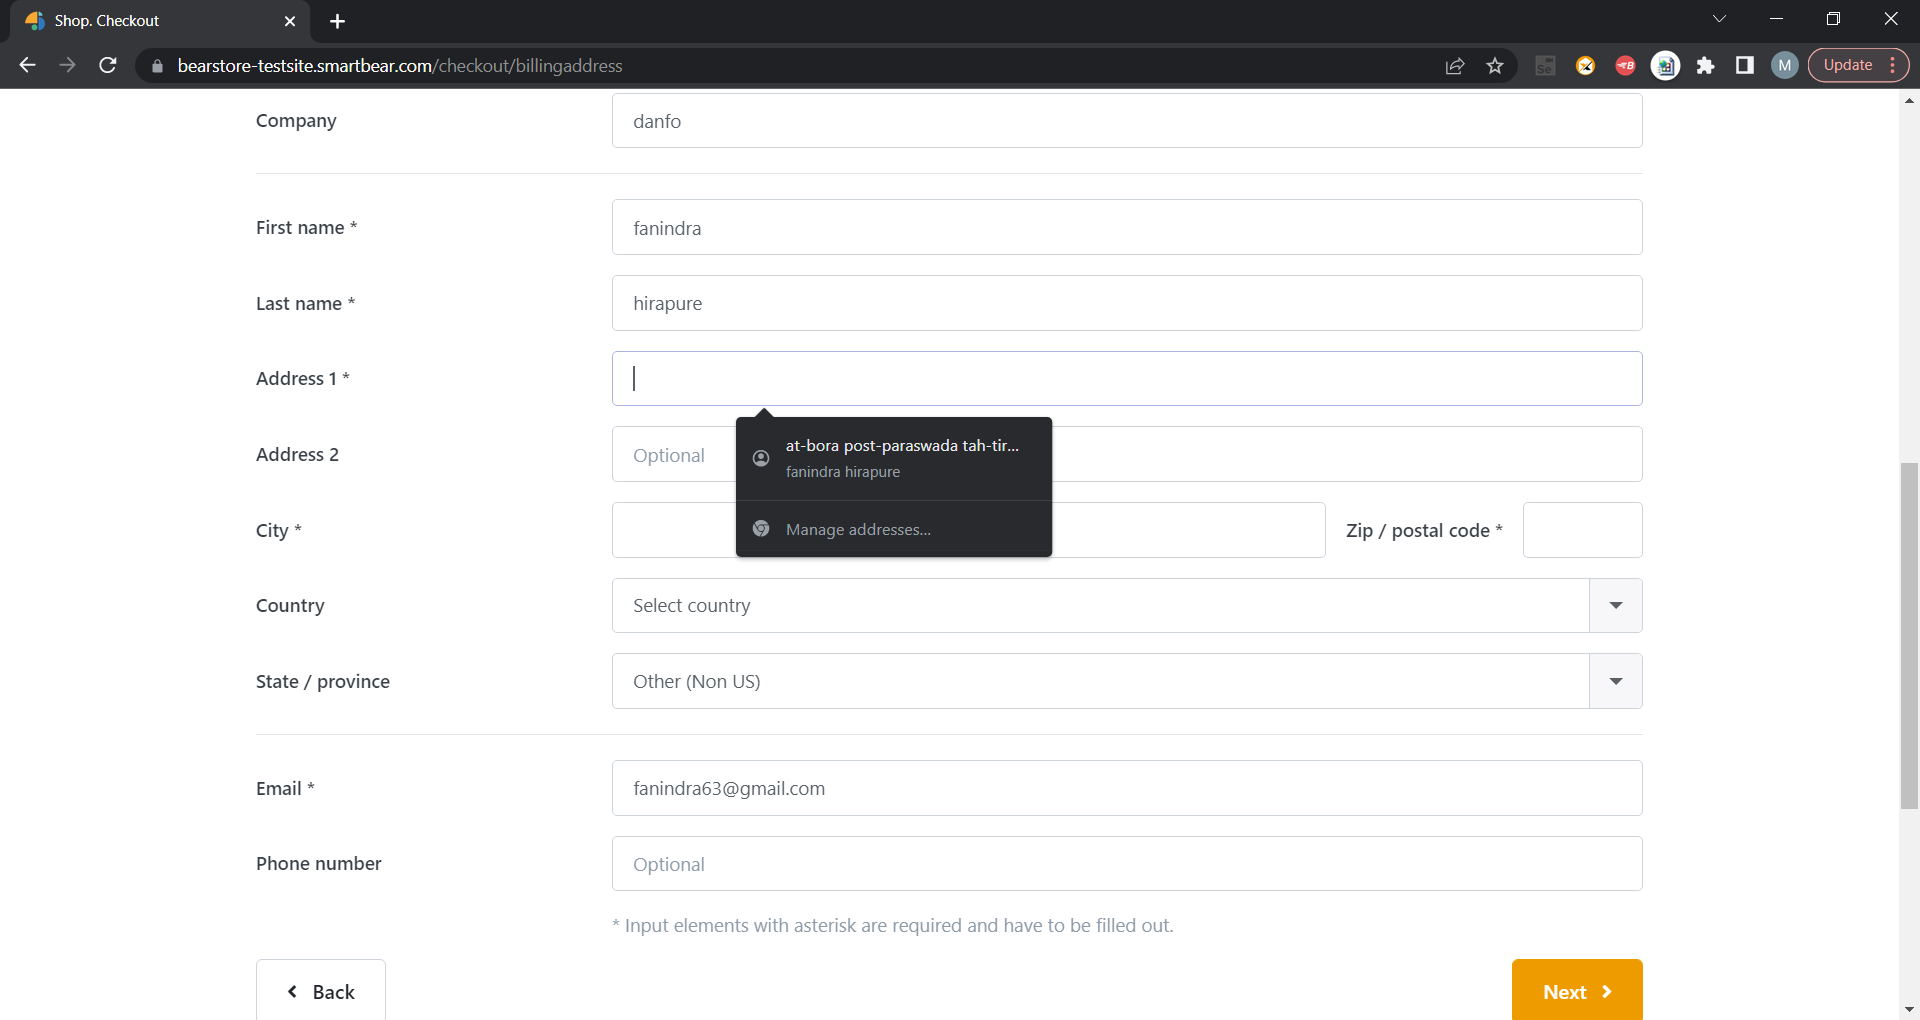 Shop. Checkout
bearstore-testsite.smartbear.com/checkout/billingaddress
Se
B
M
Update
Company
danfo
First name *
fanindra
Last name *
hirapure
Address 1 *
at-bora post-paraswada tah-tir...
fanindra hirapure
Manage addresses...
Address 2
Optional
City *
Zip / postal code *
Country
Select country
State / province
Other (Non US)
Email *
fanindra63@gmail.com
Phone number
Optional
* Input elements with asterisk are required and have to be filled out.
Back
Next